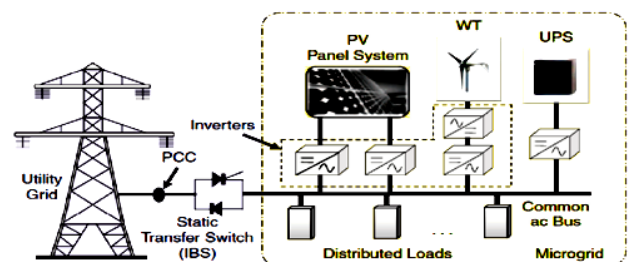 PV
Panel System
WT
UPS
Inverters
PCC
Utility
Grid
Static
Transfer Switch
(IBS)
Common
ac Bus
...
Distributed Loads
Microgrid